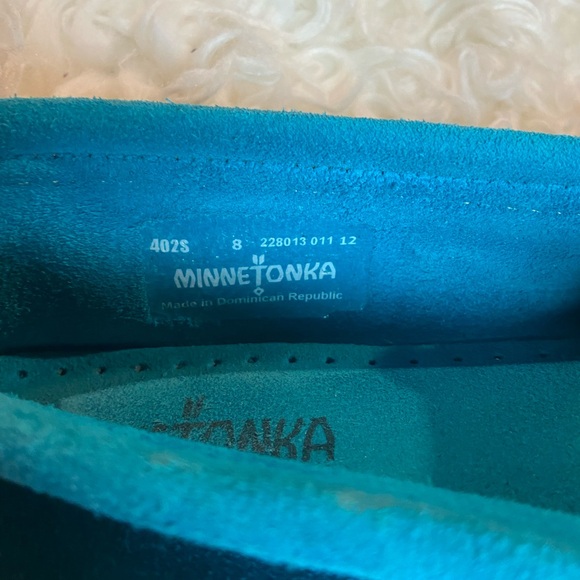 402S 8 228013 011 12
MINNETONKA
Made in Dominican Republic
TONKA